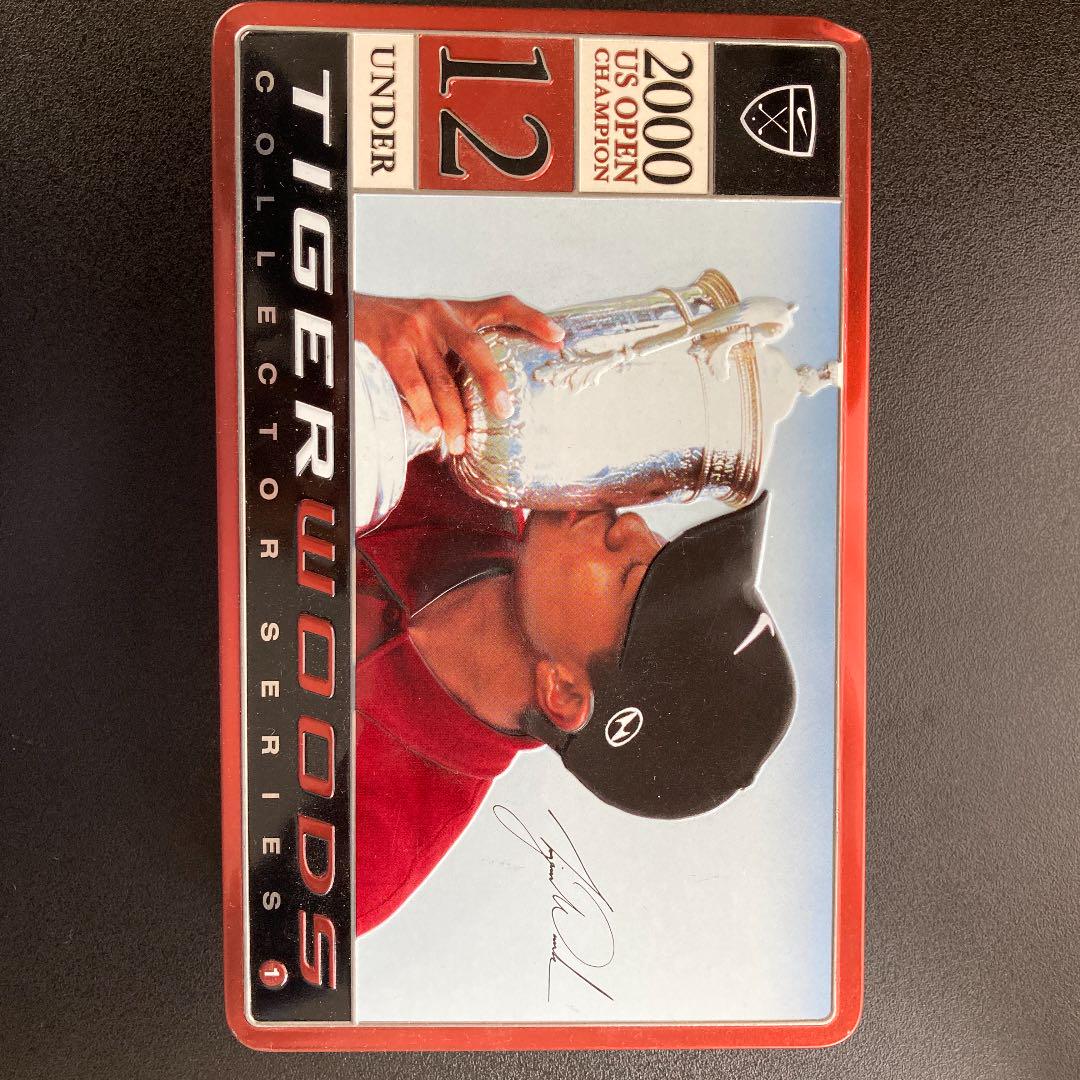 2000
US OPEN
CHAMPION
12
UNDER
TIGER WOODS
COLLECTOR SERIES 1